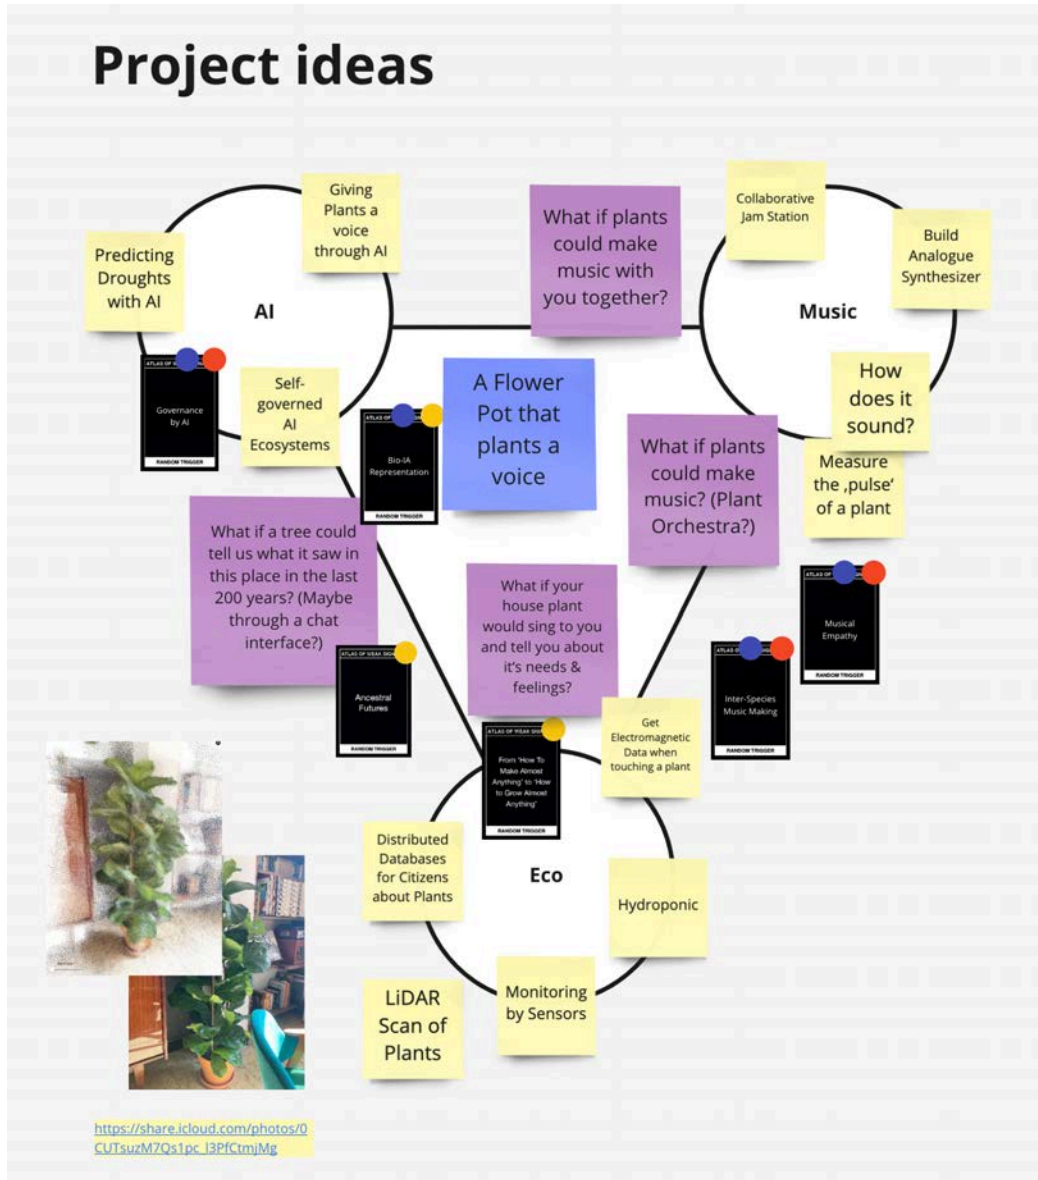 Project ideas
Giving
Plants a
voice
through AI
Predicting
Droughts
with AI
AI
Self-
governed
AI
Ecosystems
Governance
by AI
RANDOM TRIGGER
What if plants
could make
music with
you together?
Collaborative
Jam Station
Build
Analogue
Synthesizer
Music
How
does it
sound?
Measure
the ‚pulse‘
of a plant
A Flower
Pot that
plants a
voice
Bio-IA
Representation
RANDOM TRIGGER
What if plants
could make
music? (Plant
Orchestra?)
What if a tree could
tell us what it saw in
this place in the last
200 years? (Maybe
through a chat
interface?)
What if your
house plant
would sing to you
and tell you about
it's needs &
feelings?
Musical
Empathy
RANDOM TRIGGER
Inter-Species
Music Making
RANDOM TRIGGER
ATLAS OF WEAK
Ancestral
Futures
RANDOM TRIGGER
ATLAS OF WEAK
From 'How To
Make Almost
Anything' to 'How
to Grow Almost
Anything'
RANDOM TRIGGER
Get
Electromagnetic
Data when
touching a plant
Distributed
Databases
for Citizens
about Plants
Eco
Hydroponic
Monitoring
by Sensors
LiDAR
Scan of
Plants
https://share.icloud.com/photos/0
CUTsuzM7Qs1pc_l3PfCtmjMg